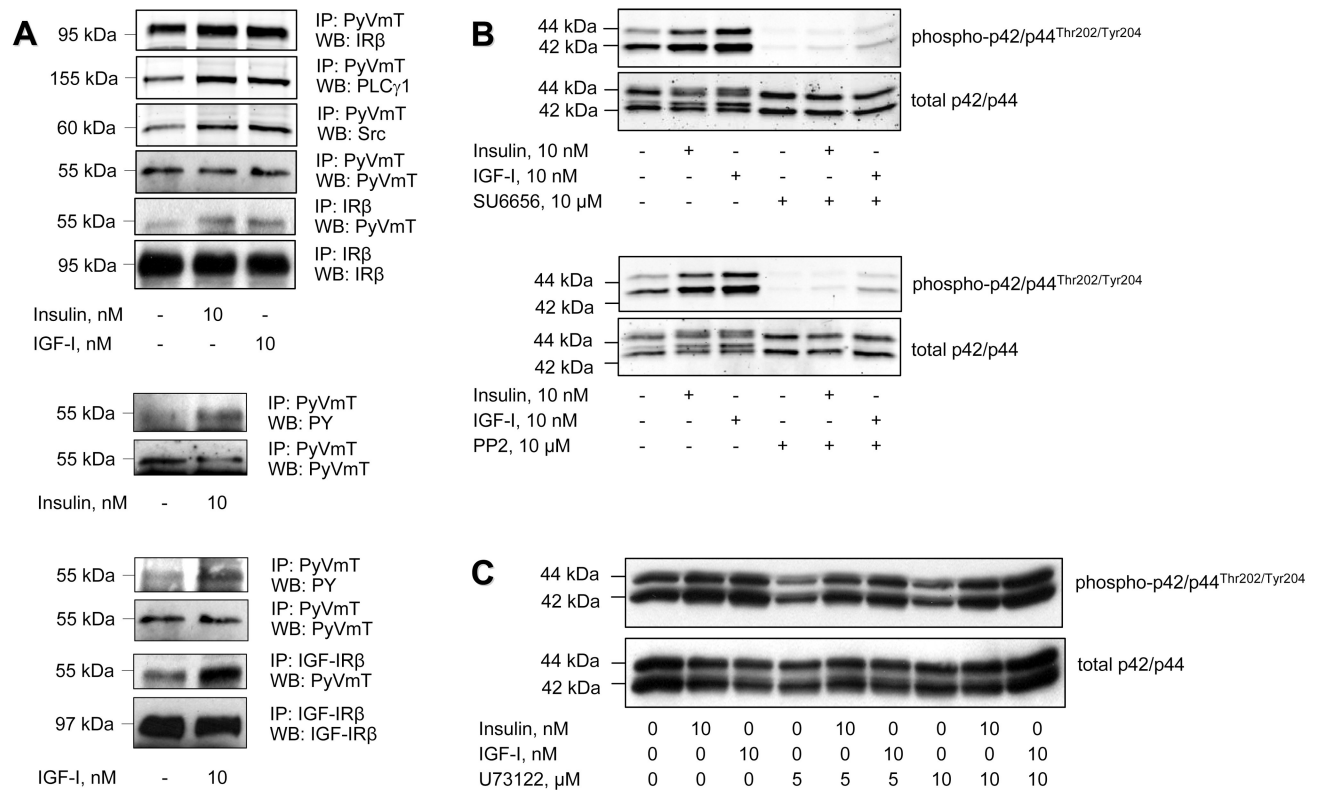 A
95 kDa
IP: PyVmT
WB: IRβ
155 kDa
IP: PyVmT
WB: PLCγ1
60 kDa
IP: PyVmT
WB: Src
55 kDa
IP: PyVmT
WB: PyVmT
55 kDa
IP: IRβ
WB: PyVmT
95 kDa
IP: IRβ
WB: IRβ
Insulin, nM - 10 -
IGF-I, nM - - 10
55 kDa
IP: PyVmT
WB: PY
55 kDa
IP: PyVmT
WB: PyVmT
Insulin, nM - 10
55 kDa
IP: PyVmT
WB: PY
55 kDa
IP: PyVmT
WB: PyVmT
55 kDa
IP: IGF-IRβ
WB: PyVmT
97 kDa
IP: IGF-IRβ
WB: IGF-IRβ
IGF-I, nM - 10
B
44 kDa
42 kDa
phospho-p42/p44Thr202/Tyr204
44 kDa
42 kDa
total p42/p44
Insulin, 10 nM - + - - + -
IGF-I, 10 nM - - + - - +
SU6656, 10 µM - - - + + +
44 kDa
42 kDa
phospho-p42/p44Thr202/Tyr204
44 kDa
42 kDa
total p42/p44
Insulin, 10 nM - + - - + -
IGF-I, 10 nM - - + - - +
PP2, 10 µM - - - + + +
C
44 kDa
42 kDa
phospho-p42/p44Thr202/Tyr204
44 kDa
42 kDa
total p42/p44
Insulin, nM 0 10 0 0 10 0 0 10 0
IGF-I, nM 0 0 10 0 0 10 0 0 10
U73122, µM 0 0 0 5 5 5 10 10 10